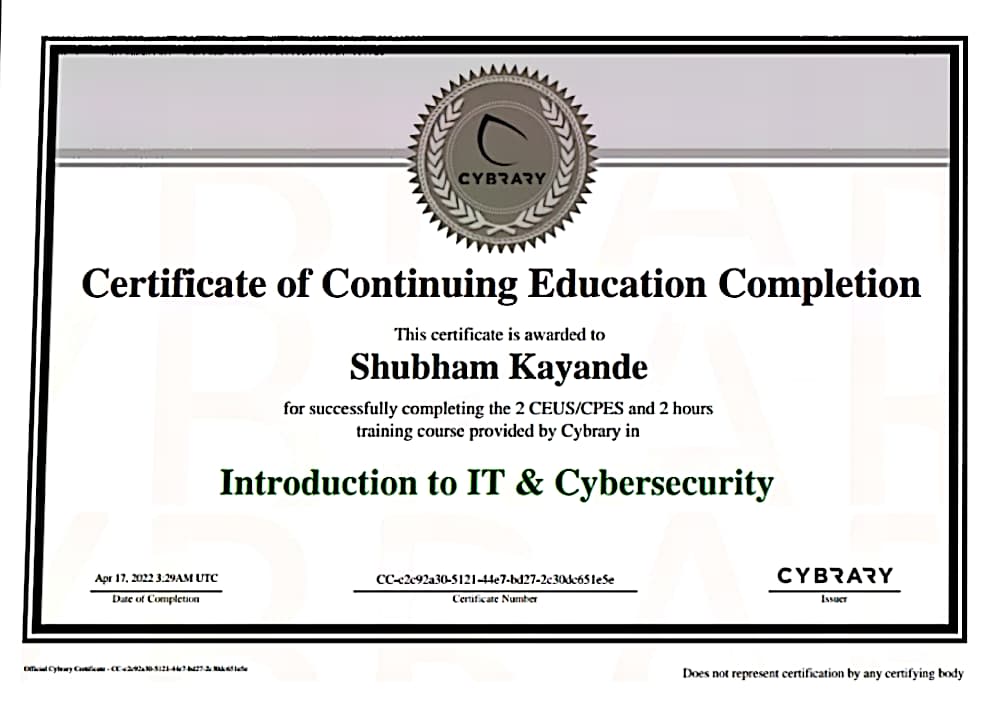 CYBRARY
Certificate of Continuing Education Completion
This certificate is awarded to
Shubham Kayande
for successfully completing the 2 CEUS/CPES and 2 hours
training course provided by Cybrary in
Introduction to IT & Cybersecurity
Apr 17, 2022 3:29AM UTC
Date of Completion
CC-c2c92a30-5121-44e7-bd27-2c30dc651e5e
Certificate Number
CYBRARY
Issuer
Official Cybrary Certificate - CC-c2c92a30-5121-44e7-bd27-2c30dc651e5e
Does not represent certification by any certifying body